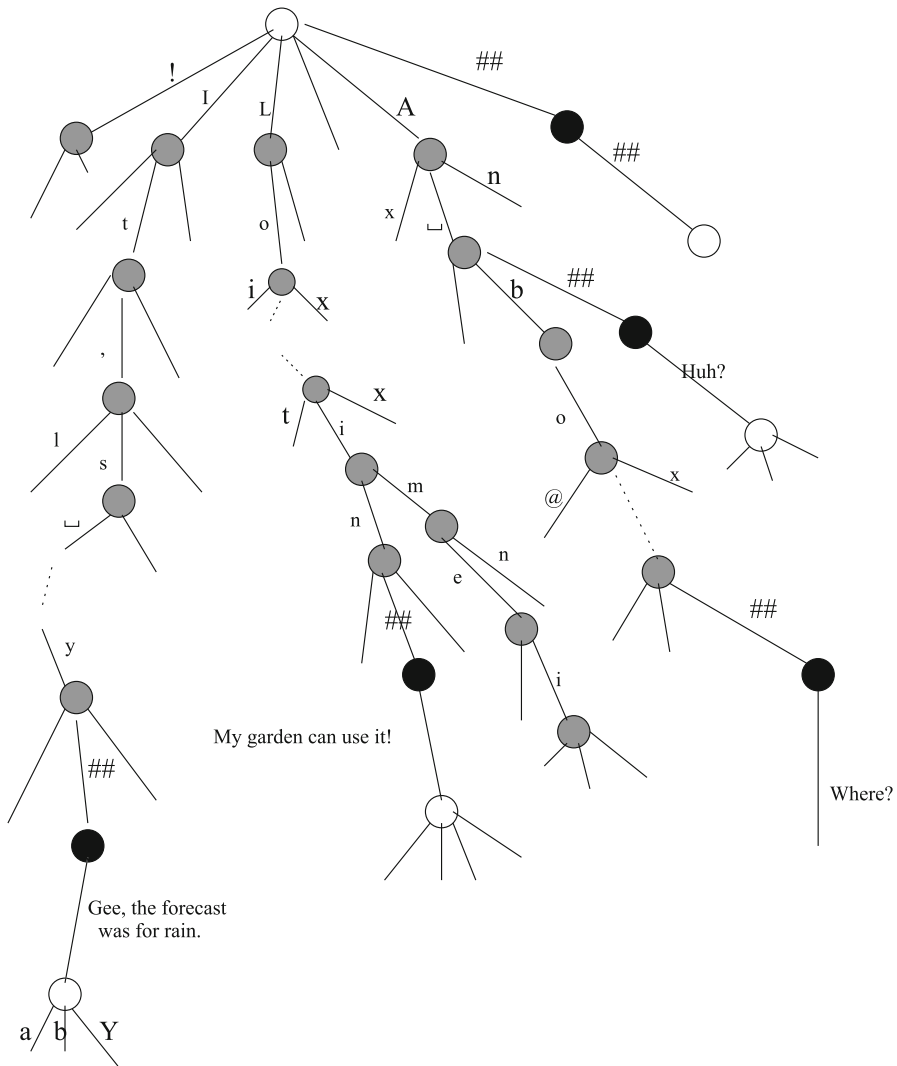 ##
!
I
L
A
##
n
x
t
o
␣
##
b
i
x
,
Huh?
x
t
i
o
l
s
x
m
@
␣
n
n
e
##
##
y
i
My garden can use it!
##
Where?
Gee, the forecast
was for rain.
a
b
Y